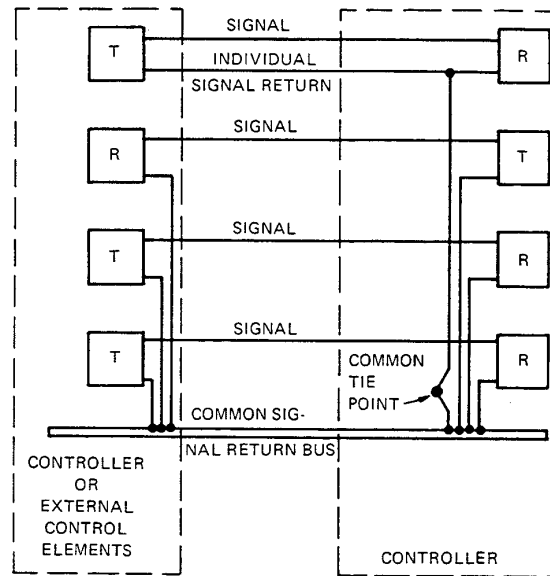 SIGNAL
T
INDIVIDUAL
R
SIGNAL RETURN
SIGNAL
R
T
SIGNAL
T
R
SIGNAL
T
COMMON
TIE
POINT
R
COMMON SIG-
NAL RETURN BUS
CONTROLLER
OR
EXTERNAL
CONTROL
ELEMENTS
CONTROLLER